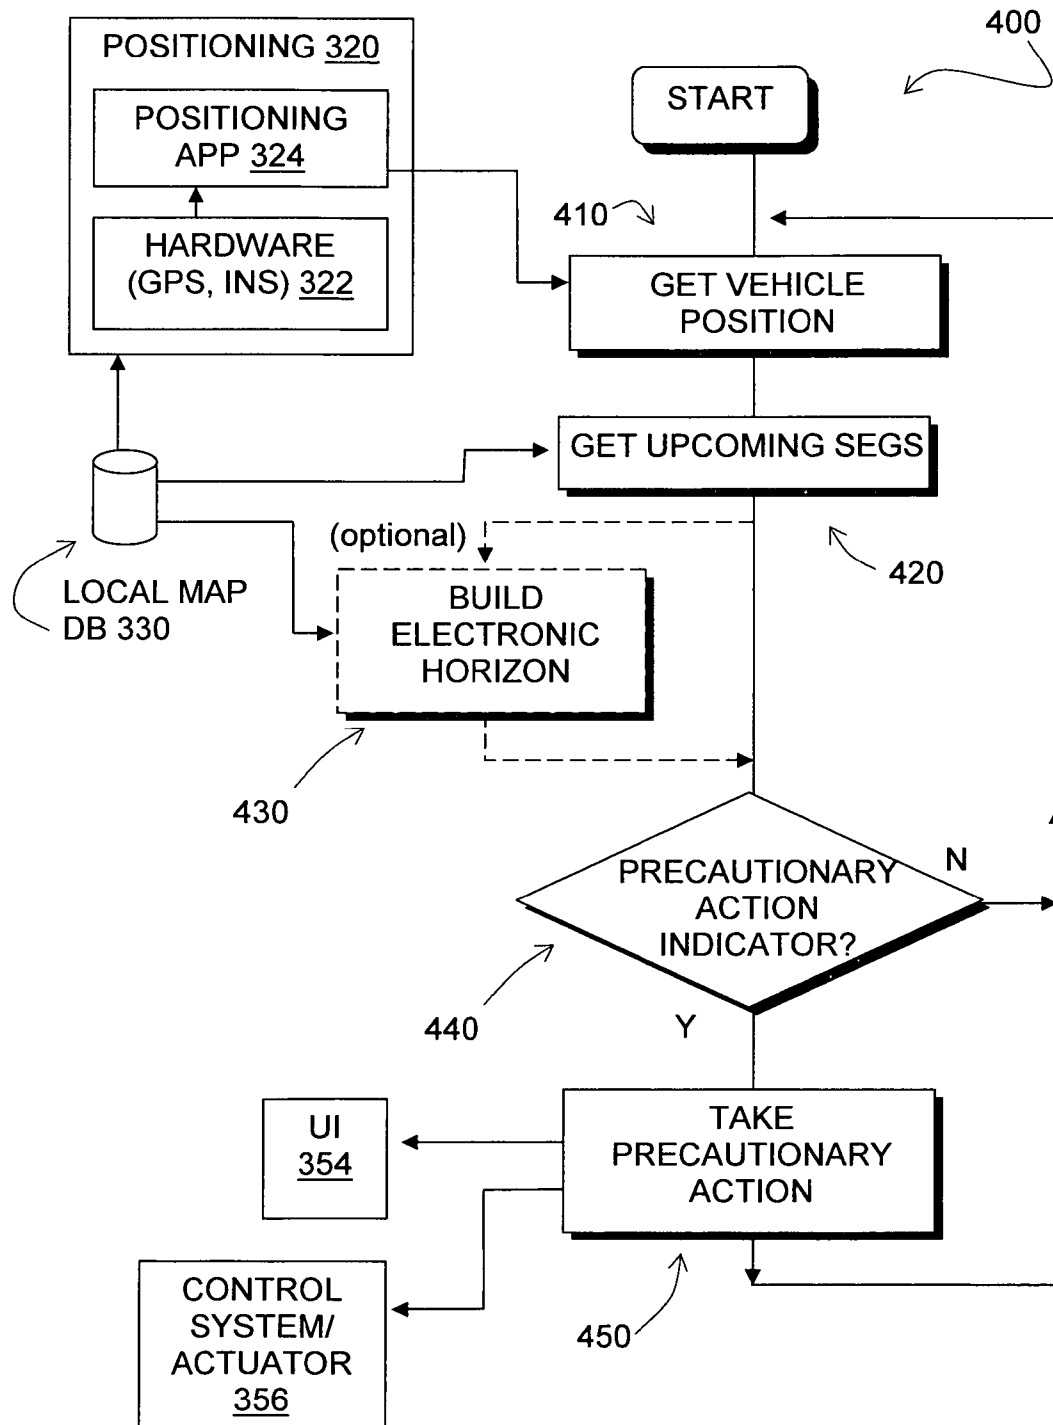 400
POSITIONING 320
START
POSITIONING
APP 324
410
HARDWARE
(GPS, INS) 322
GET VEHICLE
POSITION
GET UPCOMING SEGS
(optional)
420
LOCAL MAP
DB 330
BUILD
ELECTRONIC
HORIZON
430
N
PRECAUTIONARY
ACTION
INDICATOR?
440
Y
TAKE
PRECAUTIONARY
ACTION
UI
354
CONTROL
SYSTEM/
ACTUATOR
356
450